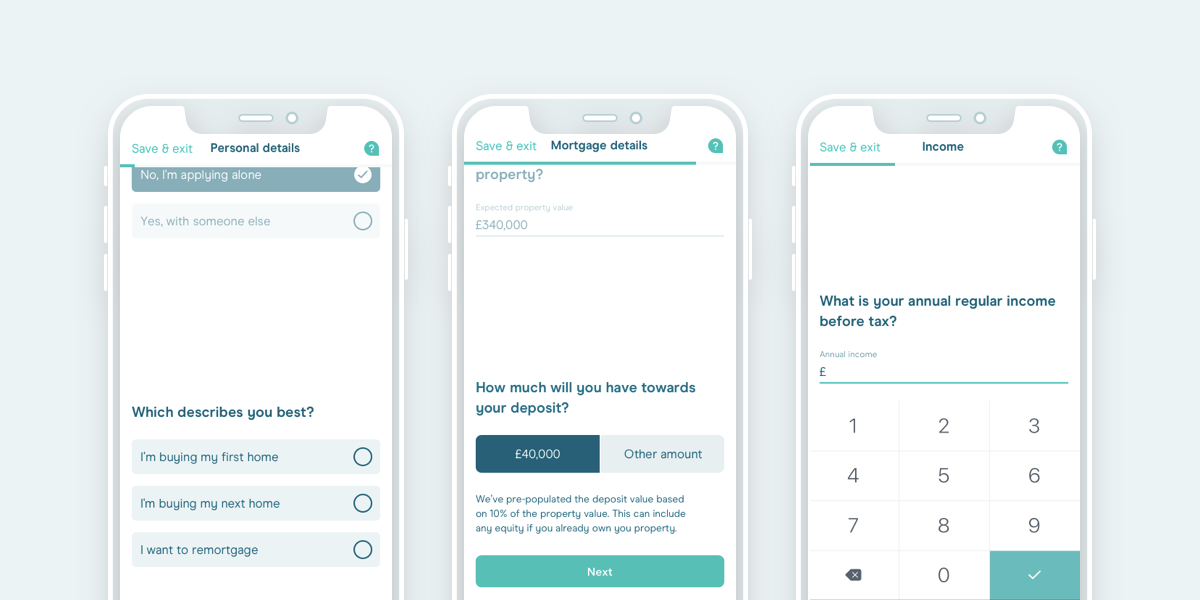 Save & exit
Personal details
?
No, I'm applying alone
Yes, with someone else
Which describes you best?
I'm buying my first home
I'm buying my next home
I want to remortgage
Save & exit
Mortgage details
?
property?
Expected property value
£340,000
How much will you have towards
your deposit?
£40,000
Other amount
We've pre-populated the deposit value based
on 10% of the property value. This can include
any equity if you already own you property.
Next
Save & exit
Income
?
What is your annual regular income
before tax?
Annual income
£
1 2 3
4 5 6
7 8 9
0